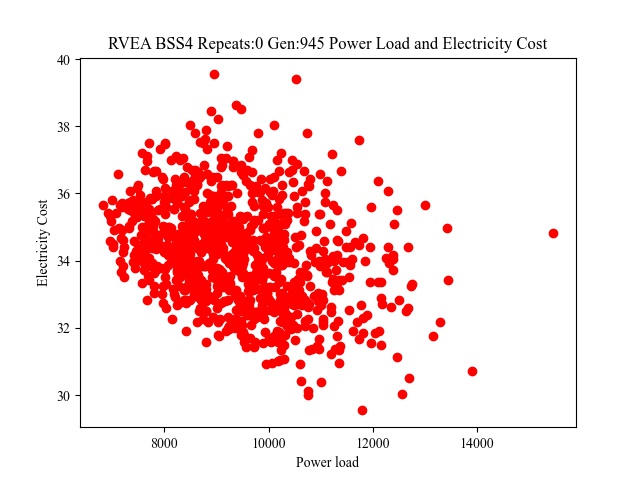 RVEA BSS4 Repeats:0 Gen:945 Power Load and Electricity Cost
40
38
36
34
32
30
Electricity Cost
8000 10000 12000 14000
Power load